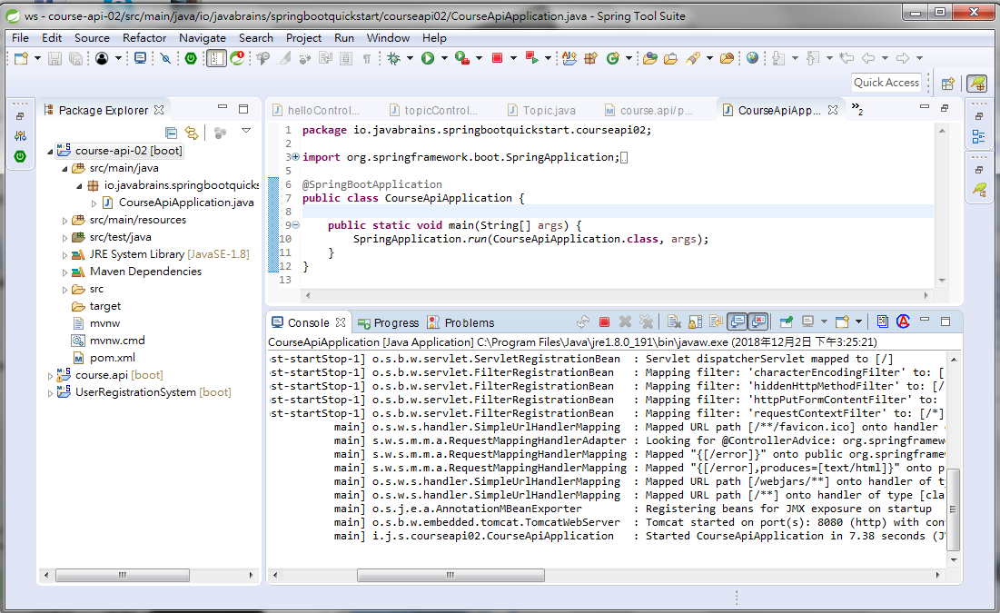 ws - course-api-02/src/main/java/io/javabrains/springbootquickstart/courseapi02/CourseApiApplication.java - Spring Tool Suite
File Edit Source Refactor Navigate Search Project Run Window Help
Quick Access
Package Explorer
helloControl... topicControl... Topic.java course.api/p... CourseApiApp... »2
course-api-02 [boot]
src/main/java
io.javabrains.springbootquicks
CourseApiApplication.java
src/main/resources
src/test/java
JRE System Library [JavaSE-1.8]
Maven Dependencies
src
target
mvnw
mvnw.cmd
pom.xml
course.api [boot]
UserRegistrationSystem [boot]
1 package io.javabrains.springbootquickstart.courseapi02;
2
3 import org.springframework.boot.SpringApplication;
5
6 @SpringBootApplication
7 public class CourseApiApplication {
8
9 public static void main(String[] args) {
10 SpringApplication.run(CourseApiApplication.class, args);
11 }
12 }
13
Console Progress Problems
CourseApiApplication [Java Application] C:\Program Files\Java\jre1.8.0_191\bin\javaw.exe (2018年12月2日 下午3:25:21)
ost-startStop-1] o.s.b.w.servlet.ServletRegistrationBean : Servlet dispatcherServlet mapped to [/]
ost-startStop-1] o.s.b.w.servlet.FilterRegistrationBean : Mapping filter: 'characterEncodingFilter' to: [
ost-startStop-1] o.s.b.w.servlet.FilterRegistrationBean : Mapping filter: 'hiddenHttpMethodFilter' to: [/
ost-startStop-1] o.s.b.w.servlet.FilterRegistrationBean : Mapping filter: 'httpPutFormContentFilter' to:
ost-startStop-1] o.s.b.w.servlet.FilterRegistrationBean : Mapping filter: 'requestContextFilter' to: [/*]
main] o.s.w.s.handler.SimpleUrlHandlerMapping : Mapped URL path [/**/favicon.ico] onto handler
main] s.w.s.m.m.a.RequestMappingHandlerAdapter : Looking for @ControllerAdvice: org.springframew
main] s.w.s.m.m.a.RequestMappingHandlerMapping : Mapped "{[/error]}" onto public org.springframew
main] s.w.s.m.m.a.RequestMappingHandlerMapping : Mapped "{[/error],produces=[text/html]}" onto p
main] o.s.w.s.handler.SimpleUrlHandlerMapping : Mapped URL path [/webjars/**] onto handler of ty
main] o.s.w.s.handler.SimpleUrlHandlerMapping : Mapped URL path [/**] onto handler of type [cla
main] o.s.j.e.a.AnnotationMBeanExporter : Registering beans for JMX exposure on startup
main] o.s.b.w.embedded.tomcat.TomcatWebServer : Tomcat started on port(s): 8080 (http) with con
main] i.j.s.courseapi02.CourseApiApplication : Started CourseApiApplication in 7.38 seconds (J